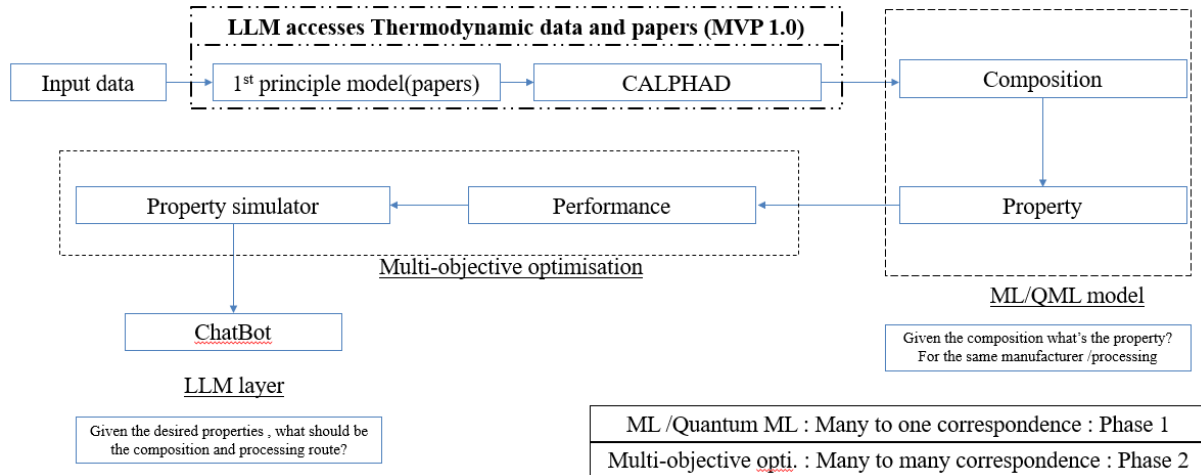 LLM accesses Thermodynamic data and papers (MVP 1.0)
Input data
1st principle model(papers)
CALPHAD
Composition
Property simulator
Performance
Property
Multi-objective optimisation
ML/QML model
ChatBot
Given the composition what’s the property?
For the same manufacturer /processing
LLM layer
Given the desired properties , what should be
the composition and processing route?
ML /Quantum ML : Many to one correspondence : Phase 1
Multi-objective opti. : Many to many correspondence : Phase 2